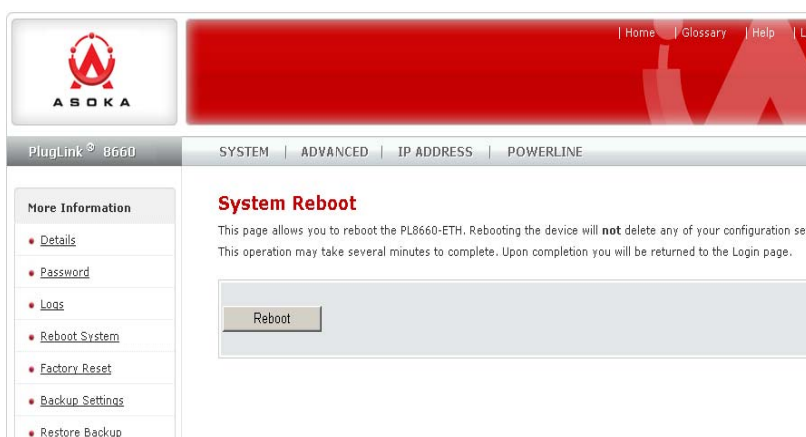 | Home | Glossary | Help | L
ASOKA
PlugLink ® 8660
SYSTEM | ADVANCED | IP ADDRESS | POWERLINE
More Information
Details
Password
Logs
Reboot System
Factory Reset
Backup Settings
Restore Backup
System Reboot
This page allows you to reboot the PL8660-ETH. Rebooting the device will not delete any of your configuration se
This operation may take several minutes to complete. Upon completion you will be returned to the Login page.
Reboot